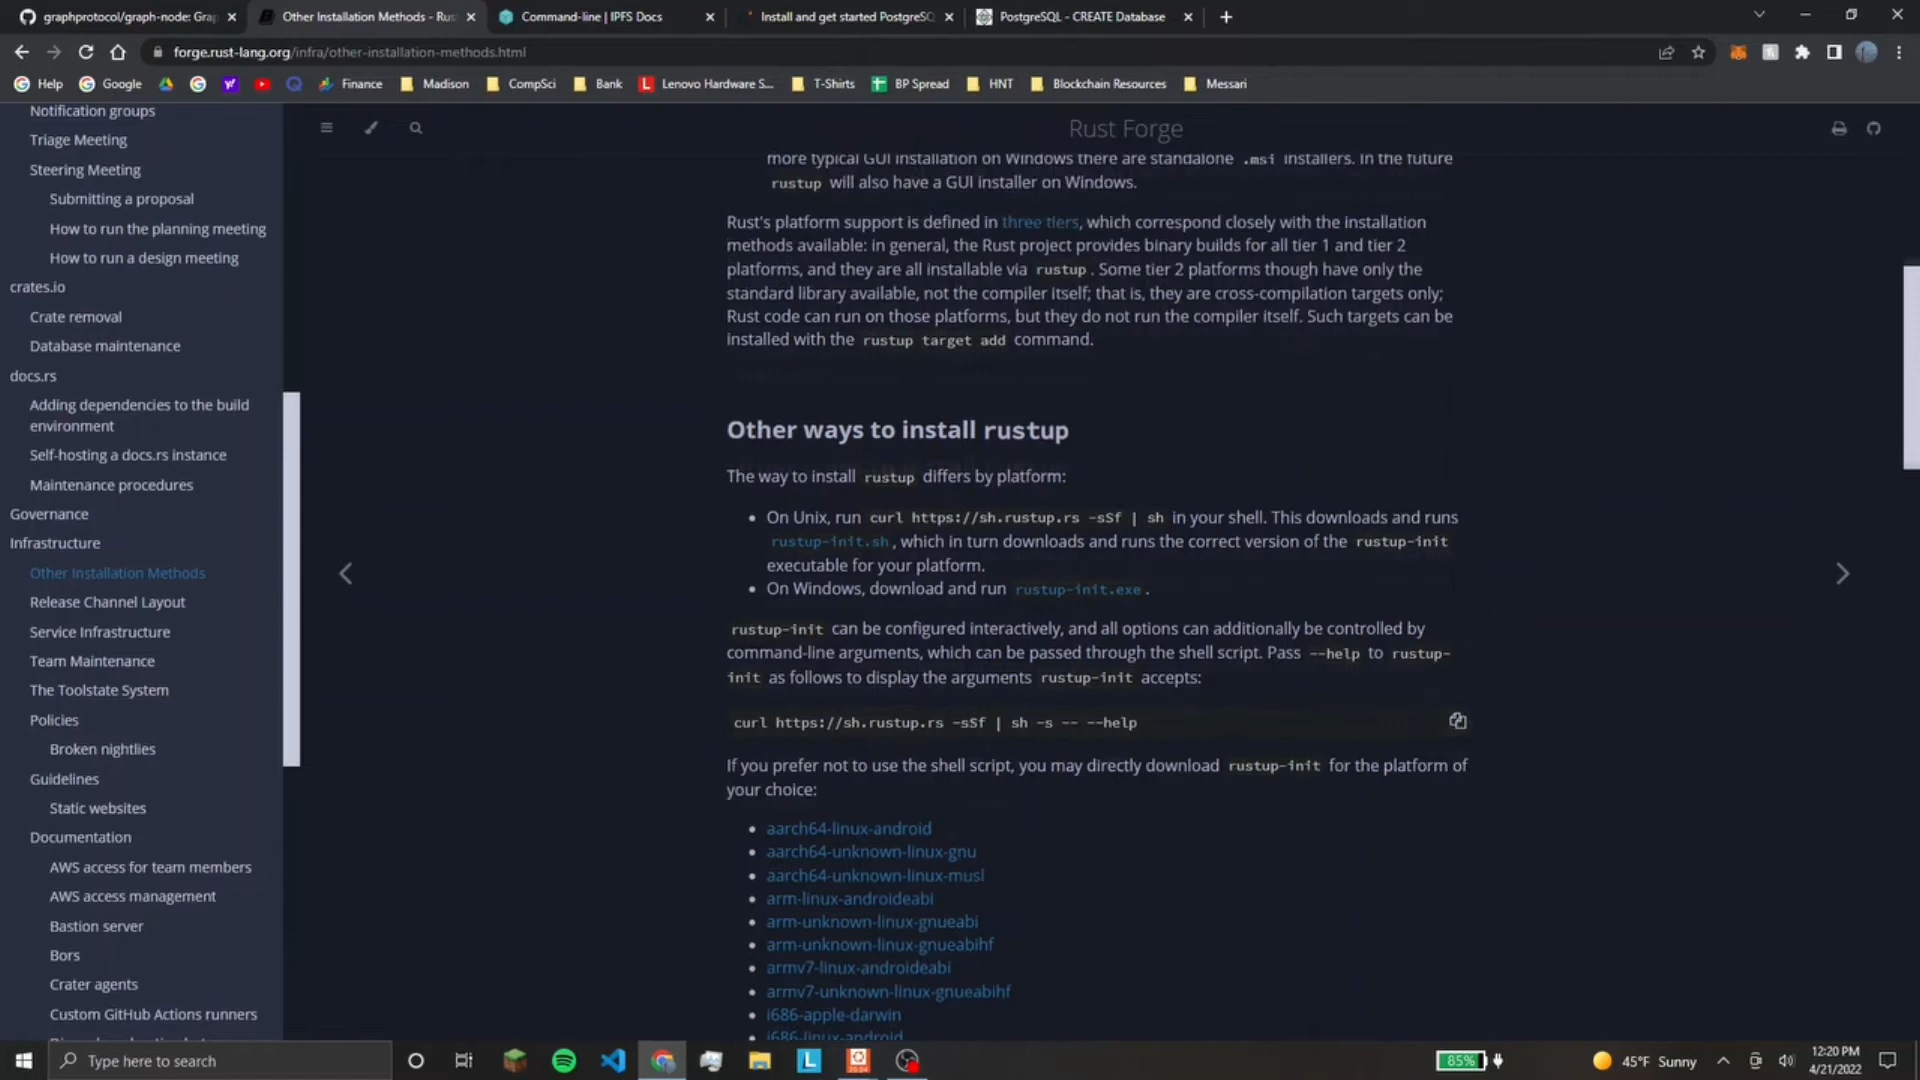 graphprotocol/graph-node: Gra
Other Installation Methods - Rus
Command-line | IPFS Docs
Install and get started PostgreSQ
PostgreSQL - CREATE Database
forge.rust-lang.org/infra/other-installation-methods.html
Help
Google
Finance
Madison
CompSci
Bank
Lenovo Hardware S...
T-Shirts
BP Spread
HNT
Blockchain Resources
Messari
Notification groups
Triage Meeting
Steering Meeting
Submitting a proposal
How to run the planning meeting
How to run a design meeting
crates.io
Crate removal
Database maintenance
docs.rs
Adding dependencies to the build
environment
Self-hosting a docs.rs instance
Maintenance procedures
Governance
Infrastructure
Other Installation Methods
Release Channel Layout
Service Infrastructure
Team Maintenance
The Toolstate System
Policies
Broken nightlies
Guidelines
Static websites
Documentation
AWS access for team members
AWS access management
Bastion server
Bors
Crater agents
Custom GitHub Actions runners
Rust Forge
more typical GUI installation on Windows there are standalone .msi installers. In the future
rustup will also have a GUI installer on Windows.
Rust's platform support is defined in three tiers, which correspond closely with the installation
methods available: in general, the Rust project provides binary builds for all tier 1 and tier 2
platforms, and they are all installable via rustup. Some tier 2 platforms though have only the
standard library available, not the compiler itself; that is, they are cross-compilation targets only;
Rust code can run on those platforms, but they do not run the compiler itself. Such targets can be
installed with the rustup target add command.
Other ways to install rustup
The way to install rustup differs by platform:
• On Unix, run curl https://sh.rustup.rs -sSf | sh in your shell. This downloads and runs
rustup-init.sh, which in turn downloads and runs the correct version of the rustup-init
executable for your platform.
• On Windows, download and run rustup-init.exe.
rustup-init can be configured interactively, and all options can additionally be controlled by
command-line arguments, which can be passed through the shell script. Pass --help to rustup-
init as follows to display the arguments rustup-init accepts:
curl https://sh.rustup.rs -sSf | sh -s -- --help
If you prefer not to use the shell script, you may directly download rustup-init for the platform of
your choice:
• aarch64-linux-android
• aarch64-unknown-linux-gnu
• aarch64-unknown-linux-musl
• arm-linux-androideabi
• arm-unknown-linux-gnueabi
• arm-unknown-linux-gnueabihf
• armv7-linux-androideabi
• armv7-unknown-linux-gnueabihf
• i686-apple-darwin
• i686-linux-android
Type here to search
L
20.04
85%
45°F Sunny
12:20 PM
4/21/2022